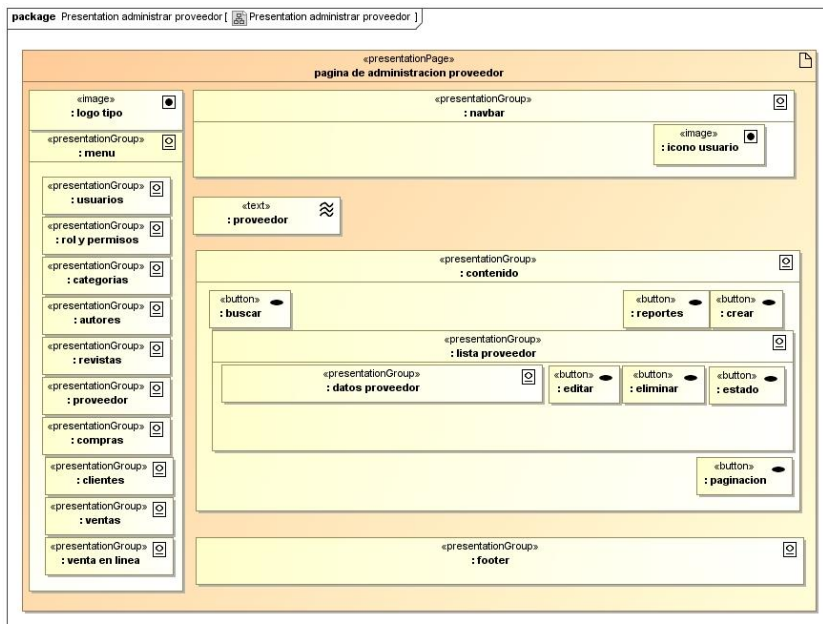 package Presentation administrar proveedor [ Presentation administrar proveedor ]
«presentationPage»
pagina de administracion proveedor
«image»
: logo tipo
«presentationGroup»
: menu
«presentationGroup»
: usuarios
«presentationGroup»
: rol y permisos
«presentationGroup»
: categorias
«presentationGroup»
: autores
«presentationGroup»
: revistas
«presentationGroup»
: proveedor
«presentationGroup»
: compras
«presentationGroup»
: clientes
«presentationGroup»
: ventas
«presentationGroup»
: venta en linea
«presentationGroup»
: navbar
«image»
: icono usuario
«text»
: proveedor
«presentationGroup»
: contenido
«button»
: buscar
«button»
: reportes
«button»
: crear
«presentationGroup»
: lista proveedor
«presentationGroup»
: datos proveedor
«button»
: editar
«button»
: eliminar
«button»
: estado
«button»
: paginacion
«presentationGroup»
: footer